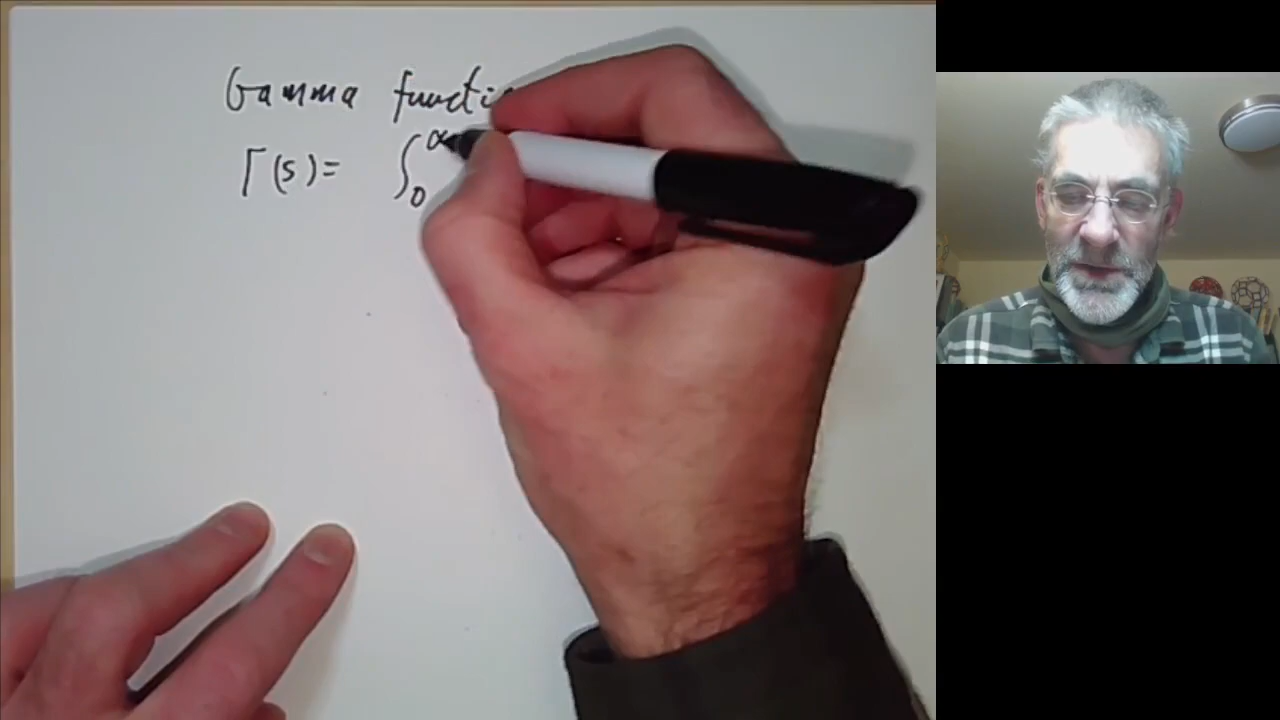 Gamma functi
Γ(s)= ∫₀^∞